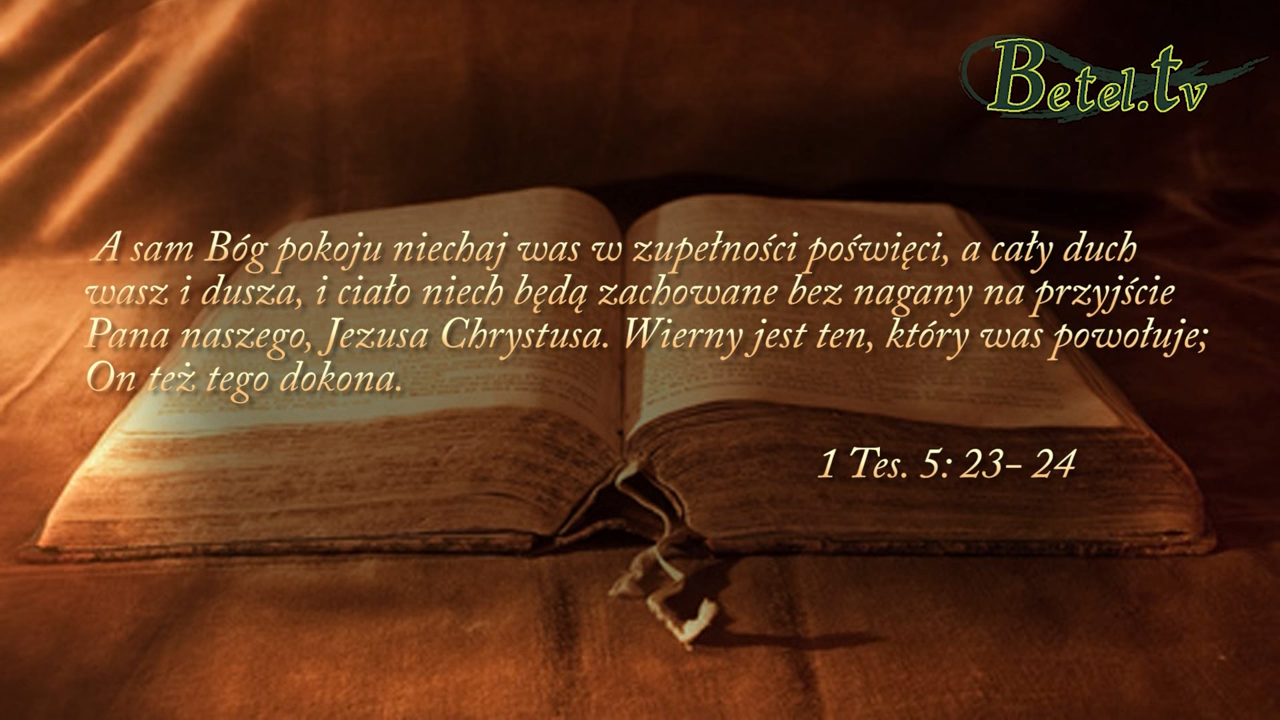 Betel.tv
A sam Bóg pokoju niechaj was w zupełności poświęci, a cały duch
wasz i dusza, i ciało niech będą zachowane bez nagany na przyjście
Pana naszego, Jezusa Chrystusa. Wierny jest ten, który was powołuje;
On też tego dokona.
1 Tes. 5: 23– 24